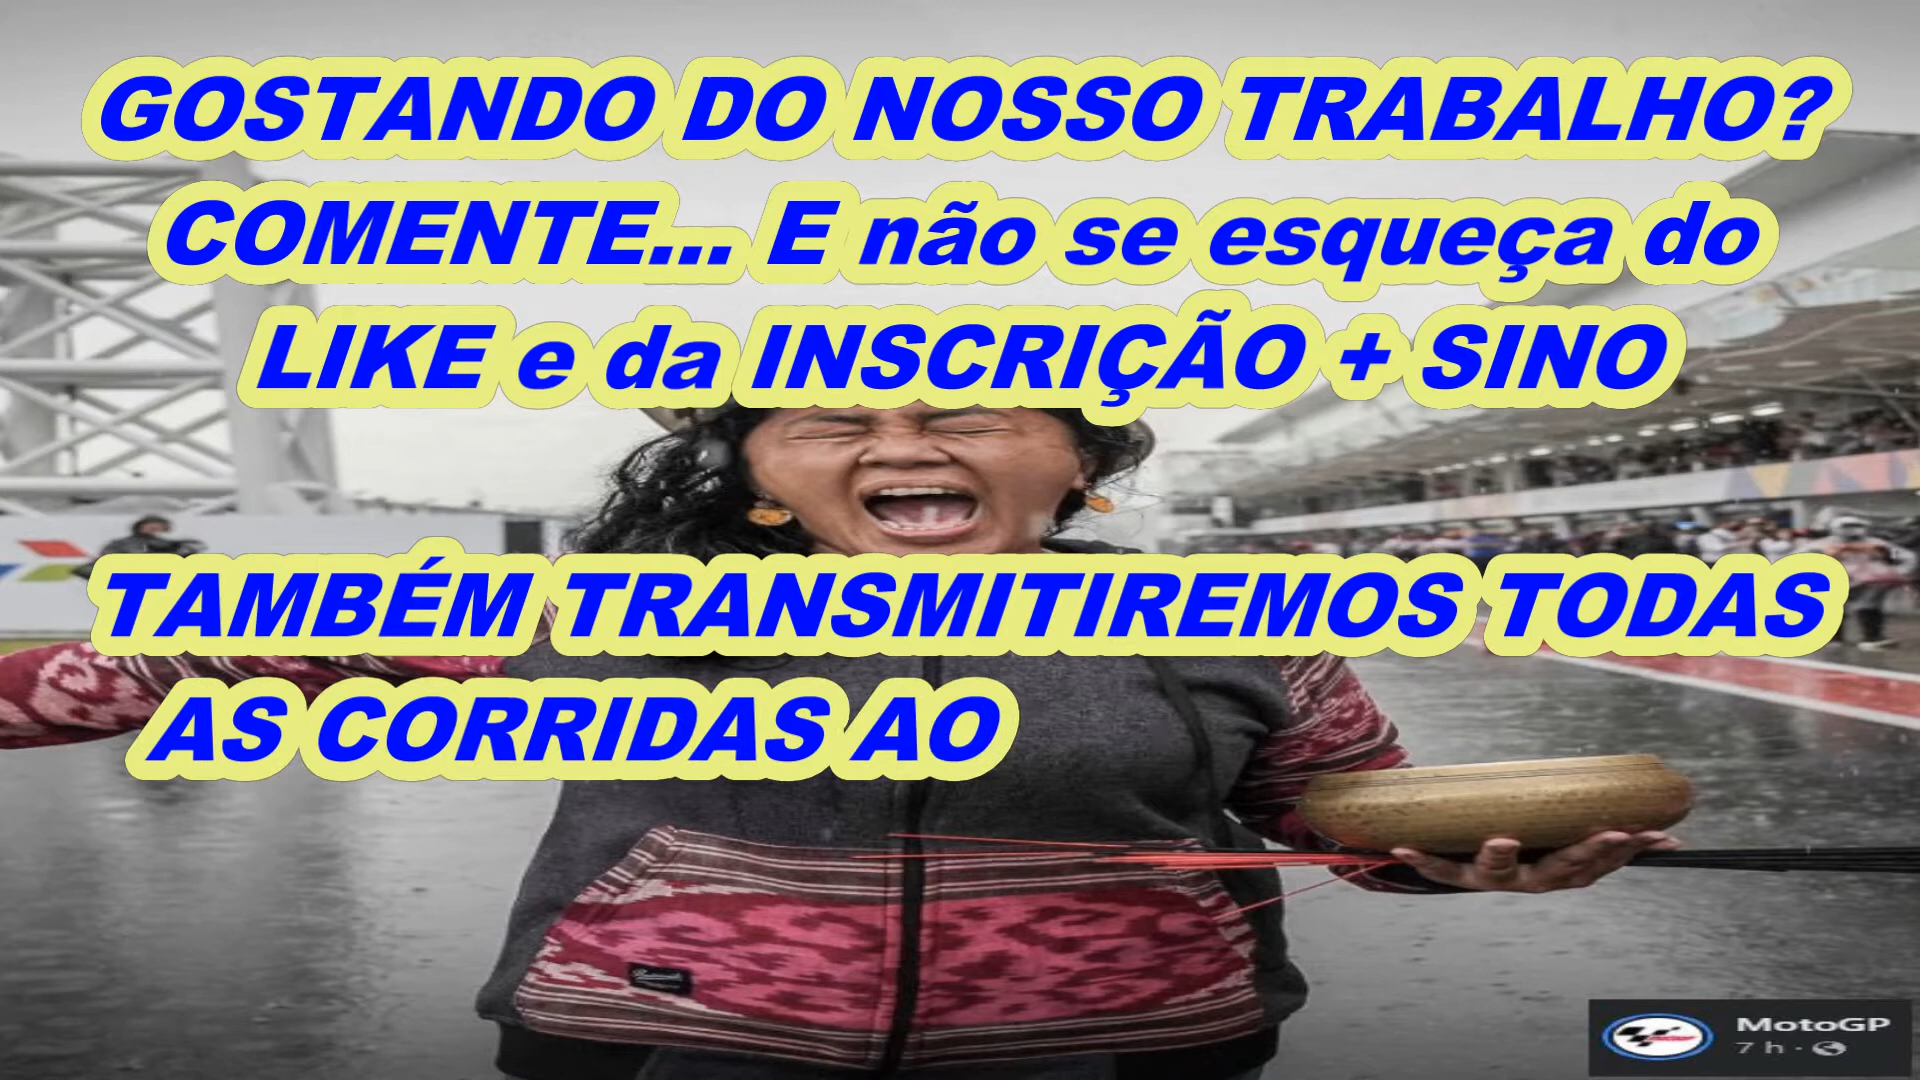 GOSTANDO DO NOSSO TRABALHO?
COMENTE... E não se esqueça do
LIKE e da INSCRIÇÃO + SINO
TAMBÉM TRANSMITIREMOS TODAS
AS CORRIDAS AO
MotoGP
7 h ·